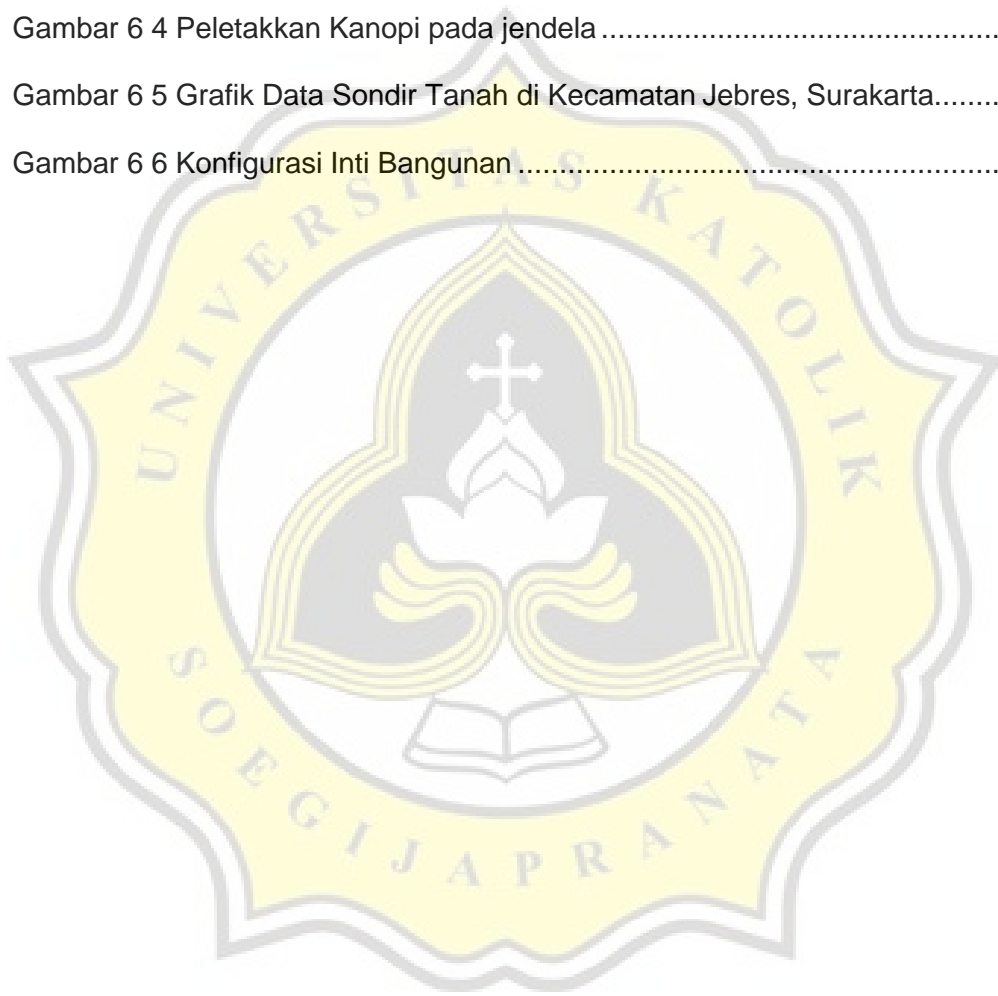 Gambar 6 4 Peletakkan Kanopi pada jendela ................................................
Gambar 6 5 Grafik Data Sondir Tanah di Kecamatan Jebres, Surakarta........
Gambar 6 6 Konfigurasi Inti Bangunan ..........................................................
UNIVERSITAS KATOLIK
SOEGIJAPRANATA